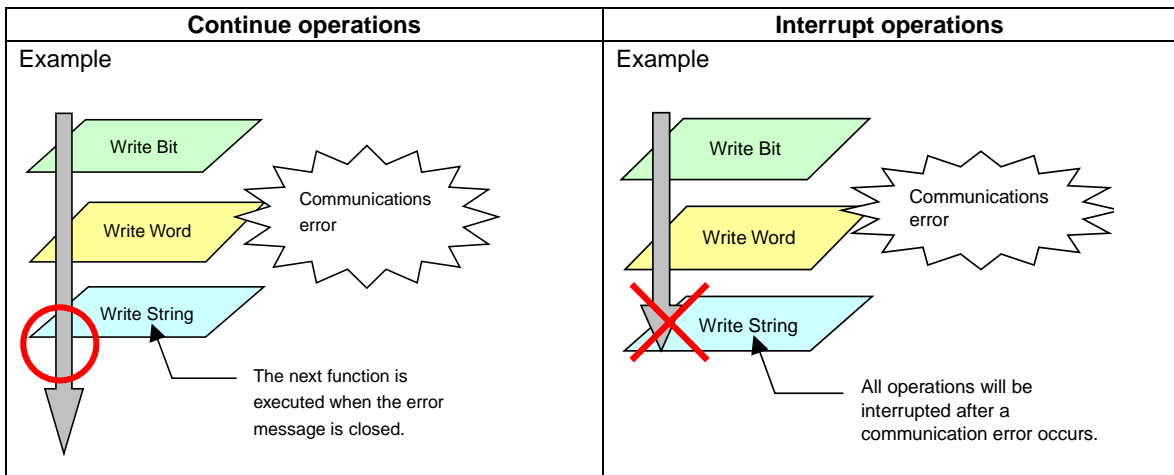 Continue operations
Interrupt operations
Example
Write Bit
Communications
error
Write Word
Write String
The next function is
executed when the error
message is closed.
Example
Write Bit
Communications
error
Write Word
Write String
All operations will be
interrupted after a
communication error occurs.